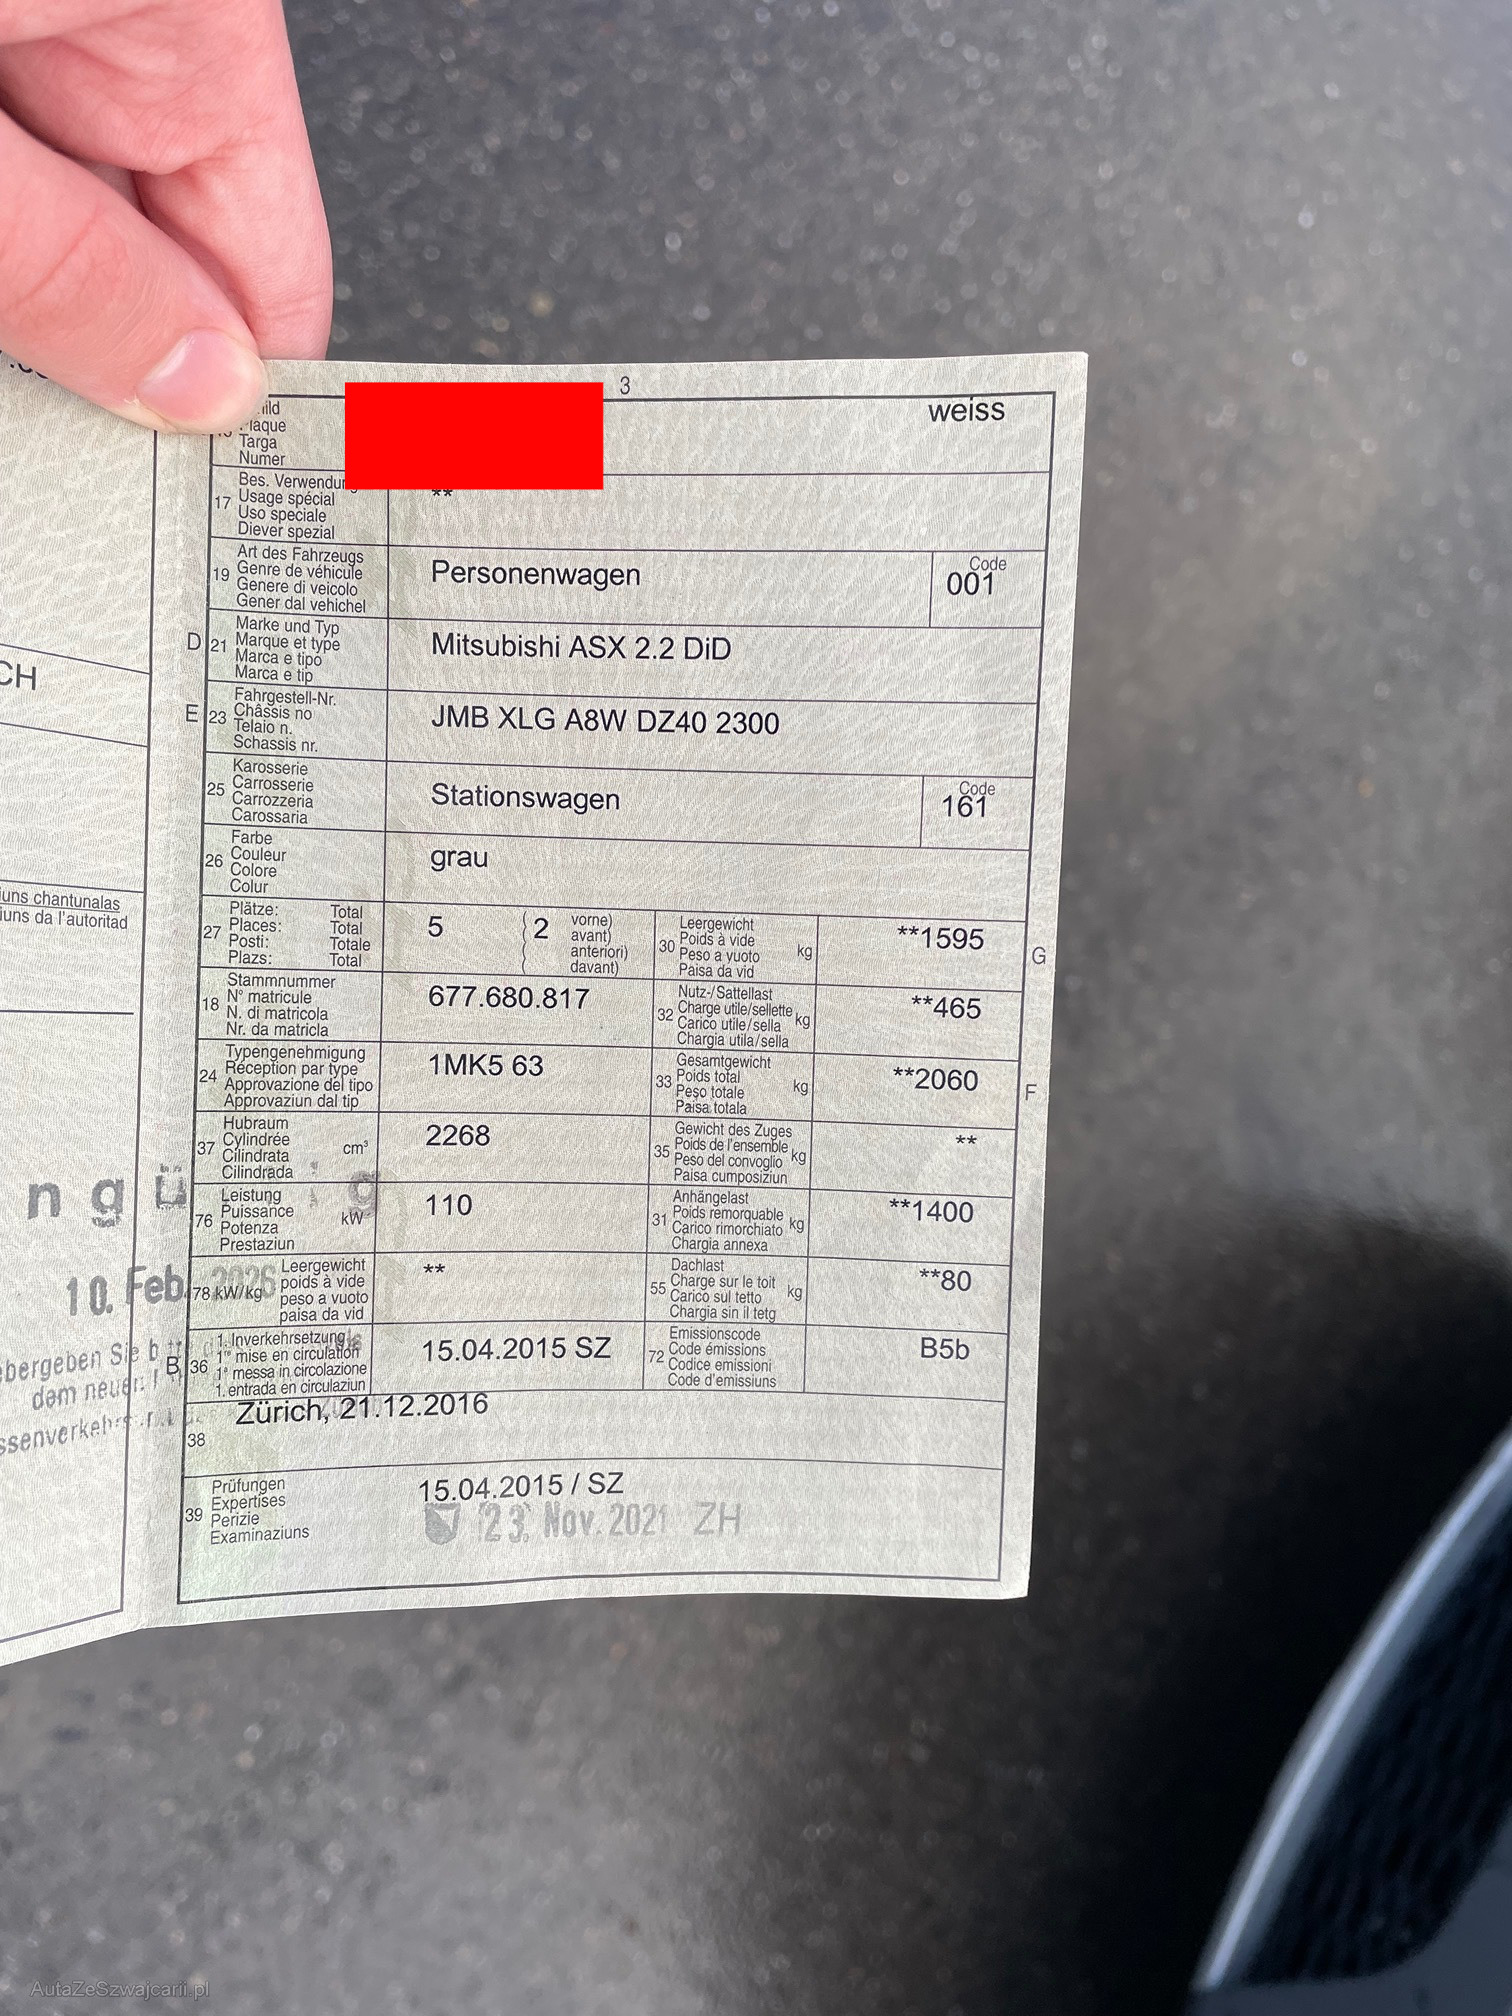 3
Plaque
Targa
Numer
weiss
17
Bes. Verwendung
Usage spécial
Uso speciale
Diever spezial
**
19
Art des Fahrzeugs
Genre de véhicule
Genere di veicolo
Gener dal vehichel
Personenwagen
Code
001
D
21
Marke und Typ
Marque et type
Marca e tipo
Marca e tip
Mitsubishi ASX 2.2 DiD
E
23
Fahrgestell-Nr.
Châssis no
Telaio n.
Schassis nr.
JMB XLG A8W DZ40 2300
25
Karosserie
Carrosserie
Carrozzeria
Carossaria
Stationswagen
Code
161
26
Farbe
Couleur
Colore
Colur
grau
27
Plätze: Total
Places: Total
Posti: Totale
Plazs: Total
5
2
vorne)
avant)
anteriori)
davant)
30
Leergewicht
Poids à vide
Peso a vuoto
Paisa da vid
kg
**1595
G
18
Stammnummer
N° matricule
N. di matricola
Nr. da matricla
677.680.817
32
Nutz-/Sattellast
Charge utile/sellette
Carico utile/sella
Chargia utila/sella
kg
**465
24
Typengenehmigung
Réception par type
Approvazione del tipo
Approvaziun dal tip
1MK5 63
33
Gesamtgewicht
Poids total
Peso totale
Paisa totala
kg
**2060
F
37
Hubraum
Cylindrée
Cilindrata
Cilindrada
cm³
2268
35
Gewicht des Zuges
Poids de l'ensemble
Peso del convoglio
Paisa cumposiziun
kg
**
76
Leistung
Puissance
Potenza
Prestaziun
kW
110
31
Anhängelast
Poids remorquable
Carico rimorchiato
Chargia annexa
kg
**1400
78 kW/kg
Leergewicht
poids à vide
peso a vuoto
paisa da vid
**
55
Dachlast
Charge sur le toit
Carico sul tetto
Chargia sin il tetg
kg
**80
B
36
1. Inverkehrsetzung
1re mise en circulation
1a messa in circolazione
1. entrada en circulaziun
15.04.2015 SZ
72
Emissionscode
Code émissions
Codice emissioni
Code d'emissiuns
B5b
38
Zürich, 21.12.2016
39
Prüfungen
Expertises
Perizie
Examinaziuns
15.04.2015 / SZ
23. Nov. 2021 ZH
CH
iuns chantunalas
iuns da l'autoritad
ngü ig
10. Feb. 2026
bergeben Sie
dem neuen
ssenverkehrs
AutaZeSzwajcarii.pl